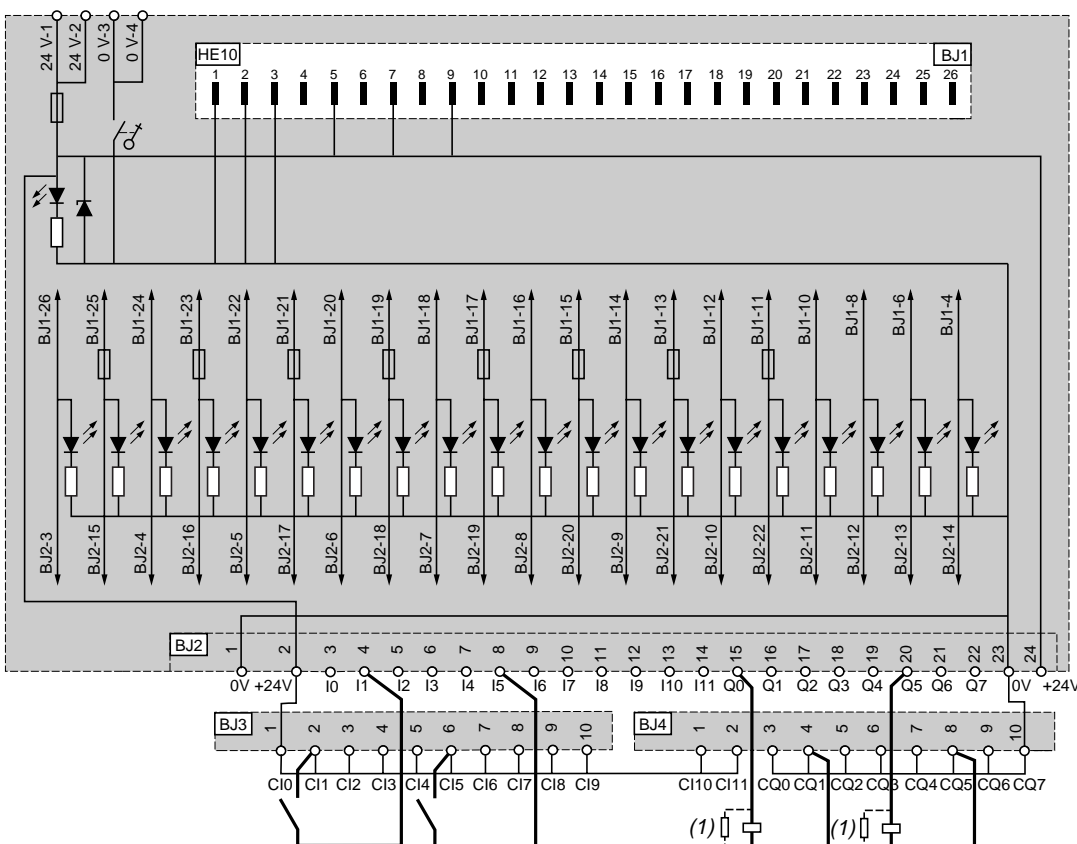 24 V-1 24 V-2 0 V-3 0 V-4
HE10 BJ1
1 2 3 4 5 6 7 8 9 10 11 12 13 14 15 16 17 18 19 20 21 22 23 24 25 26
BJ1-26 BJ1-25 BJ1-24 BJ1-23 BJ1-22 BJ1-21 BJ1-20 BJ1-19 BJ1-18 BJ1-17 BJ1-16 BJ1-15 BJ1-14 BJ1-13 BJ1-12 BJ1-11 BJ1-10 BJ1-8 BJ1-6 BJ1-4
BJ2-3 BJ2-15 BJ2-4 BJ2-16 BJ2-5 BJ2-17 BJ2-6 BJ2-18 BJ2-7 BJ2-19 BJ2-8 BJ2-20 BJ2-9 BJ2-21 BJ2-10 BJ2-22 BJ2-11 BJ2-12 BJ2-13 BJ2-14
BJ2 1 2 3 4 5 6 7 8 9 10 11 12 13 14 15 16 17 18 19 20 21 22 23 24
0V +24V I0 I1 I2 I3 I4 I5 I6 I7 I8 I9 I10 I11 Q0 Q1 Q2 Q3 Q4 Q5 Q6 Q7 0V +24V
BJ3 1 2 3 4 5 6 7 8 9 10 BJ4 1 2 3 4 5 6 7 8 9 10
CI0 CI1 CI2 CI3 CI4 CI5 CI6 CI7 CI8 CI9 CI10 CI11 CQ0 CQ1 CQ2 CQ3 CQ4 CQ5 CQ6 CQ7
(1) (1)